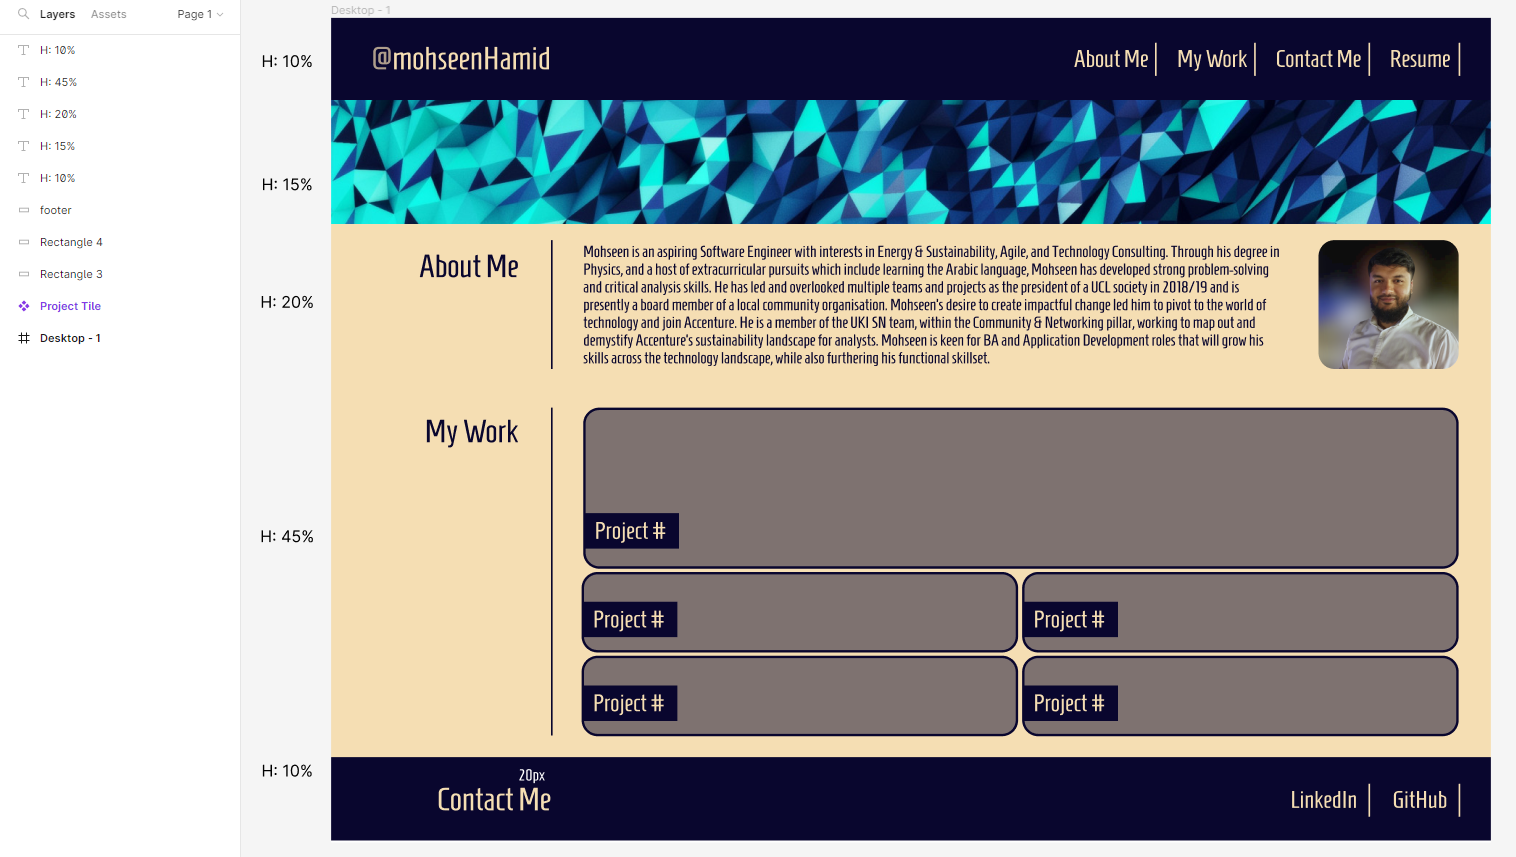 Layers
Assets
Page 1
H: 10%
H: 45%
H: 20%
H: 15%
H: 10%
footer
Rectangle 4
Rectangle 3
Project Tile
Desktop - 1
Desktop - 1
H: 10%
H: 15%
H: 20%
H: 45%
H: 10%
@mohseenHamid
About Me
My Work
Contact Me
Resume
About Me
Mohseen is an aspiring Software Engineer with interests in Energy & Sustainability, Agile, and Technology Consulting. Through his degree in
Physics, and a host of extracurricular pursuits which include learning the Arabic language, Mohseen has developed strong problem-solving
and critical analysis skills. He has led and overlooked multiple teams and projects as the president of a UCL society in 2018/19 and is
presently a board member of a local community organisation. Mohseen's desire to create impactful change led him to pivot to the world of
technology and join Accenture. He is a member of the UKI SN team, within the Community & Networking pillar, working to map out and
demystify Accenture's sustainability landscape for analysts. Mohseen is keen for BA and Application Development roles that will grow his
skills across the technology landscape, while also furthering his functional skillset.
My Work
Project #
Project #
Project #
Project #
Project #
20px
Contact Me
LinkedIn
GitHub